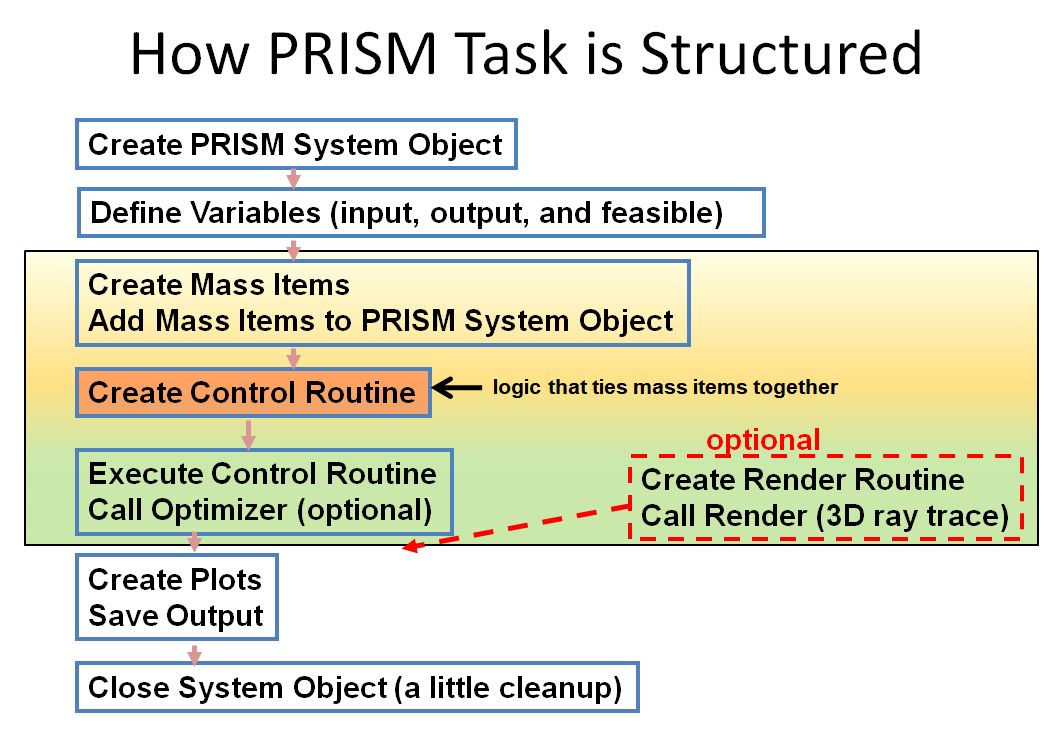 How PRISM Task is Structured
Create PRISM System Object
Define Variables (input, output, and feasible)
Create Mass Items
Add Mass Items to PRISM System Object
Create Control Routine
logic that ties mass items together
Execute Control Routine
Call Optimizer (optional)
optional
Create Render Routine
Call Render (3D ray trace)
Create Plots
Save Output
Close System Object (a little cleanup)